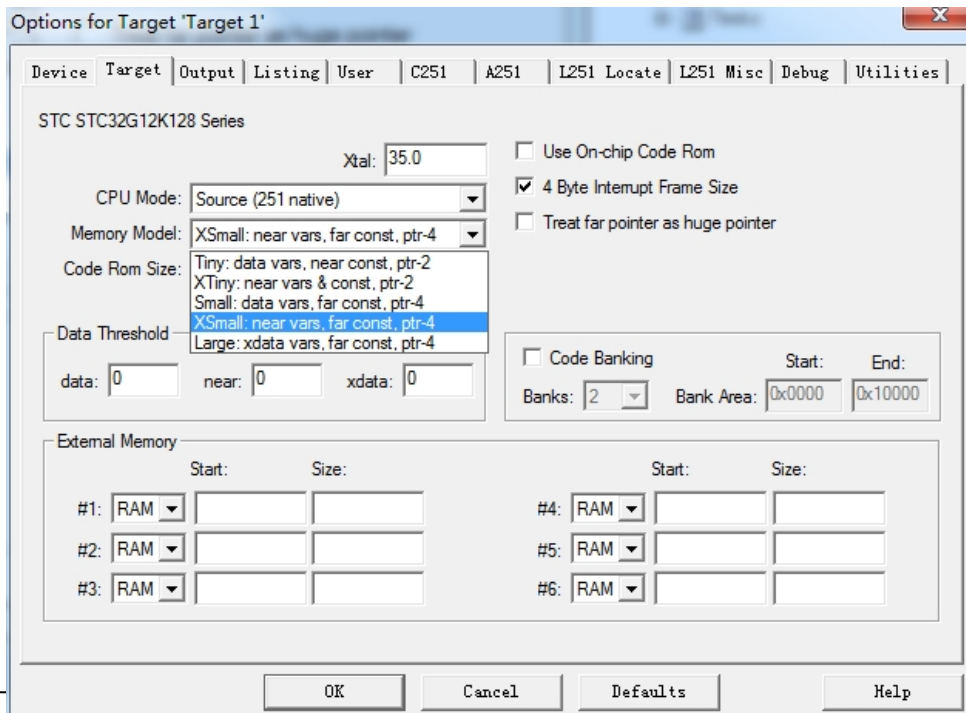 Options for Target 'Target 1'
Device Target Output Listing User C251 A251 L251 Locate L251 Misc Debug Utilities
STC STC32G12K128 Series
Xtal: 35.0
Use On-chip Code Rom
CPU Mode: Source (251 native)
4 Byte Interrupt Frame Size
Memory Model: XSmall: near vars, far const, ptr-4
Treat far pointer as huge pointer
Code Rom Size:
Tiny: data vars, near const, ptr-2
XTiny: near vars & const, ptr-2
Small: data vars, far const, ptr-4
XSmall: near vars, far const, ptr-4
Large: xdata vars, far const, ptr-4
Data Threshold
data: 0 near: 0 xdata: 0
Code Banking Start: End:
Banks: 2 Bank Area: 0x0000 0x10000
External Memory
Start: Size: Start: Size:
#1: RAM #4: RAM
#2: RAM #5: RAM
#3: RAM #6: RAM
OK Cancel Defaults Help